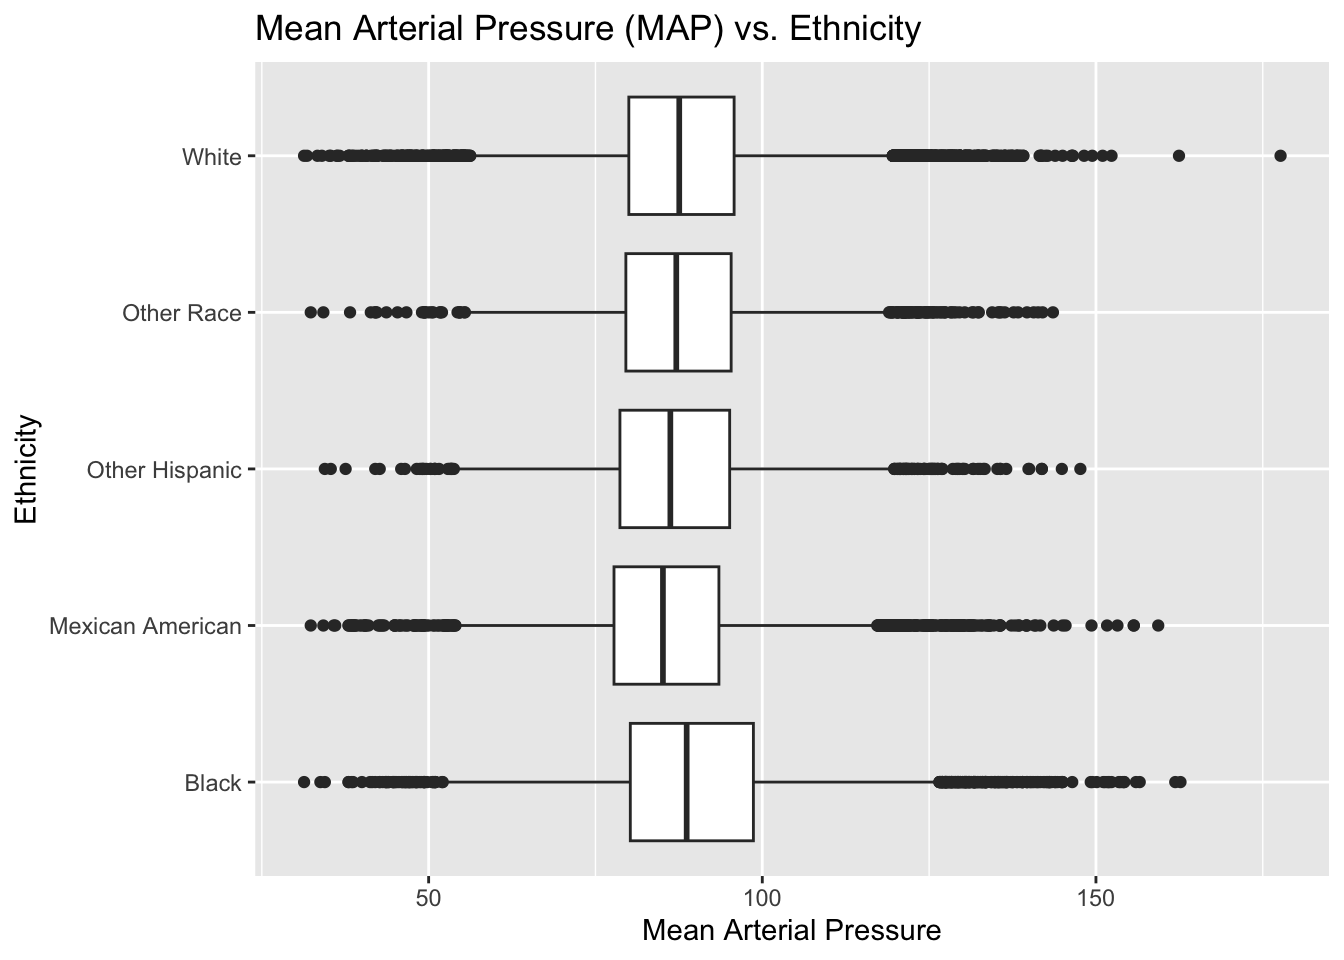 Mean Arterial Pressure (MAP) vs. Ethnicity
White
Other Race
Other Hispanic
Mexican American
Black
Ethnicity
50 100 150
Mean Arterial Pressure